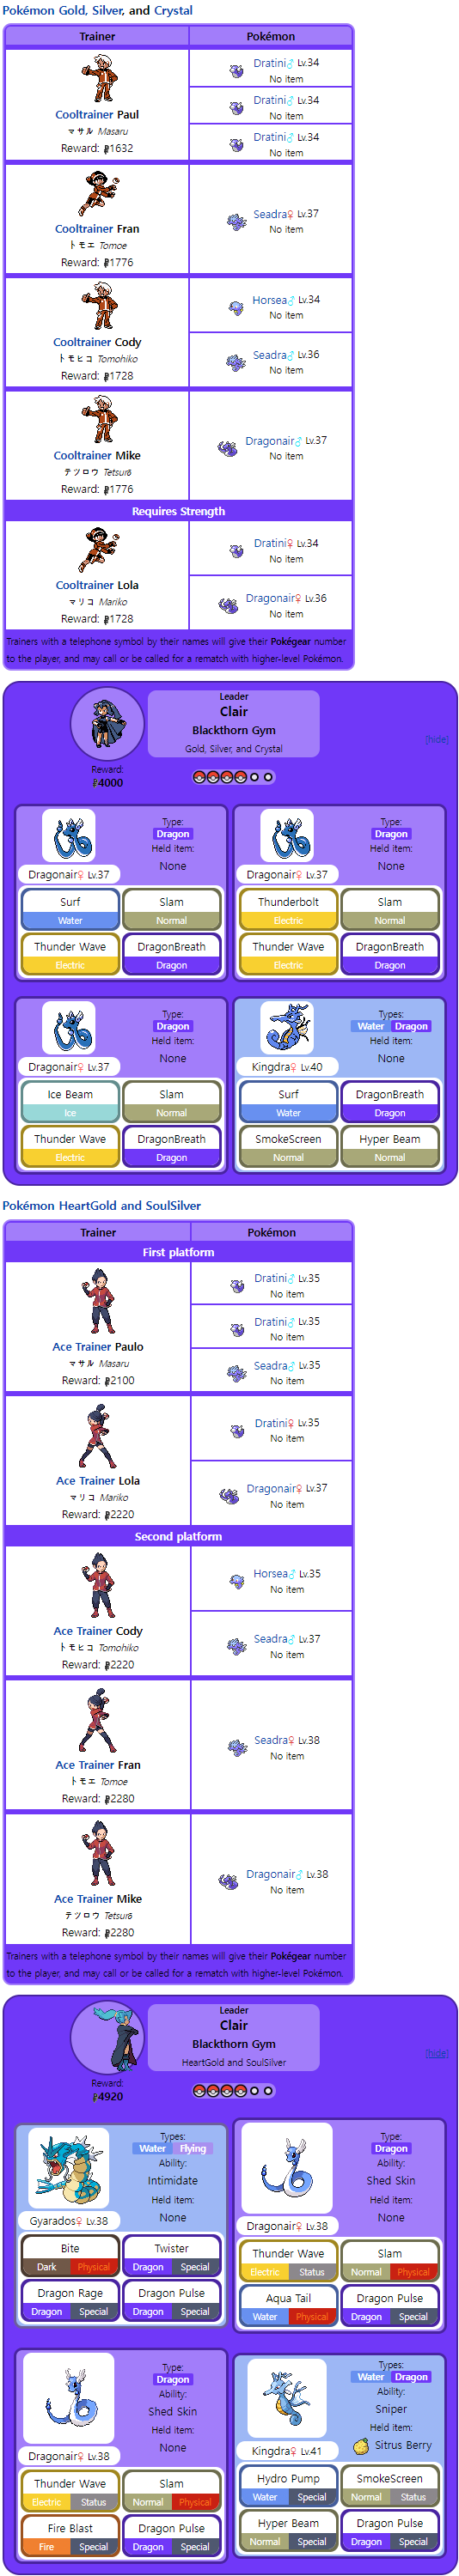 Pokémon Gold, Silver, and Crystal
Trainer Pokémon
Cooltrainer Paul
マサル Masaru
Reward: 1632
Dratini♂ Lv.34
No item
Dratini♂ Lv.34
No item
Dratini♂ Lv.34
No item
Cooltrainer Fran
トモエ Tomoe
Reward: 1776
Seadra♀ Lv.37
No item
Cooltrainer Cody
トモヒコ Tomohiko
Reward: 1728
Horsea♂ Lv.34
No item
Seadra♂ Lv.36
No item
Cooltrainer Mike
テツロウ Tetsurō
Reward: 1776
Dragonair♂ Lv.37
No item
Requires Strength
Cooltrainer Lola
マリコ Mariko
Reward: 1728
Dratini♀ Lv.34
No item
Dragonair♀ Lv.36
No item
Trainers with a telephone symbol by their names will give their Pokégear number
to the player, and may call or be called for a rematch with higher-level Pokémon.
Leader
Clair
Blackthorn Gym
Gold, Silver, and Crystal
[hide]
Reward:
4000
Type:
Dragon
Held item:
None
Dragonair♀ Lv.37
Surf Slam
Water Normal
Thunder Wave DragonBreath
Electric Dragon
Type:
Dragon
Held item:
None
Dragonair♀ Lv.37
Thunderbolt Slam
Electric Normal
Thunder Wave DragonBreath
Electric Dragon
Type:
Dragon
Held item:
None
Dragonair♀ Lv.37
Ice Beam Slam
Ice Normal
Thunder Wave DragonBreath
Electric Dragon
Types:
Water Dragon
Held item:
None
Kingdra♀ Lv.40
Surf DragonBreath
Water Dragon
SmokeScreen Hyper Beam
Normal Normal
Pokémon HeartGold and SoulSilver
Trainer Pokémon
First platform
Ace Trainer Paulo
マサル Masaru
Reward: 2100
Dratini♂ Lv.35
No item
Dratini♂ Lv.35
No item
Seadra♂ Lv.35
No item
Ace Trainer Lola
マリコ Mariko
Reward: 2220
Dratini♀ Lv.35
No item
Dragonair♀ Lv.37
No item
Second platform
Ace Trainer Cody
トモヒコ Tomohiko
Reward: 2220
Horsea♂ Lv.35
No item
Seadra♂ Lv.37
No item
Ace Trainer Fran
トモエ Tomoe
Reward: 2280
Seadra♀ Lv.38
No item
Ace Trainer Mike
テツロウ Tetsurō
Reward: 2280
Dragonair♂ Lv.38
No item
Trainers with a telephone symbol by their names will give their Pokégear number
to the player, and may call or be called for a rematch with higher-level Pokémon.
Leader
Clair
Blackthorn Gym
HeartGold and SoulSilver
[hide]
Reward:
4920
Types:
Water Flying
Ability:
Intimidate
Held item:
None
Gyarados♀ Lv.38
Bite Twister
Dark Physical Dragon Special
Dragon Rage Dragon Pulse
Dragon Special Dragon Special
Type:
Dragon
Ability:
Shed Skin
Held item:
None
Dragonair♀ Lv.38
Thunder Wave Slam
Electric Status Normal Physical
Aqua Tail Dragon Pulse
Water Physical Dragon Special
Type:
Dragon
Ability:
Shed Skin
Held item:
None
Dragonair♀ Lv.38
Thunder Wave Slam
Electric Status Normal Physical
Fire Blast Dragon Pulse
Fire Special Dragon Special
Types:
Water Dragon
Ability:
Sniper
Held item:
Sitrus Berry
Kingdra♀ Lv.41
Hydro Pump SmokeScreen
Water Special Normal Status
Hyper Beam Dragon Pulse
Normal Special Dragon Special